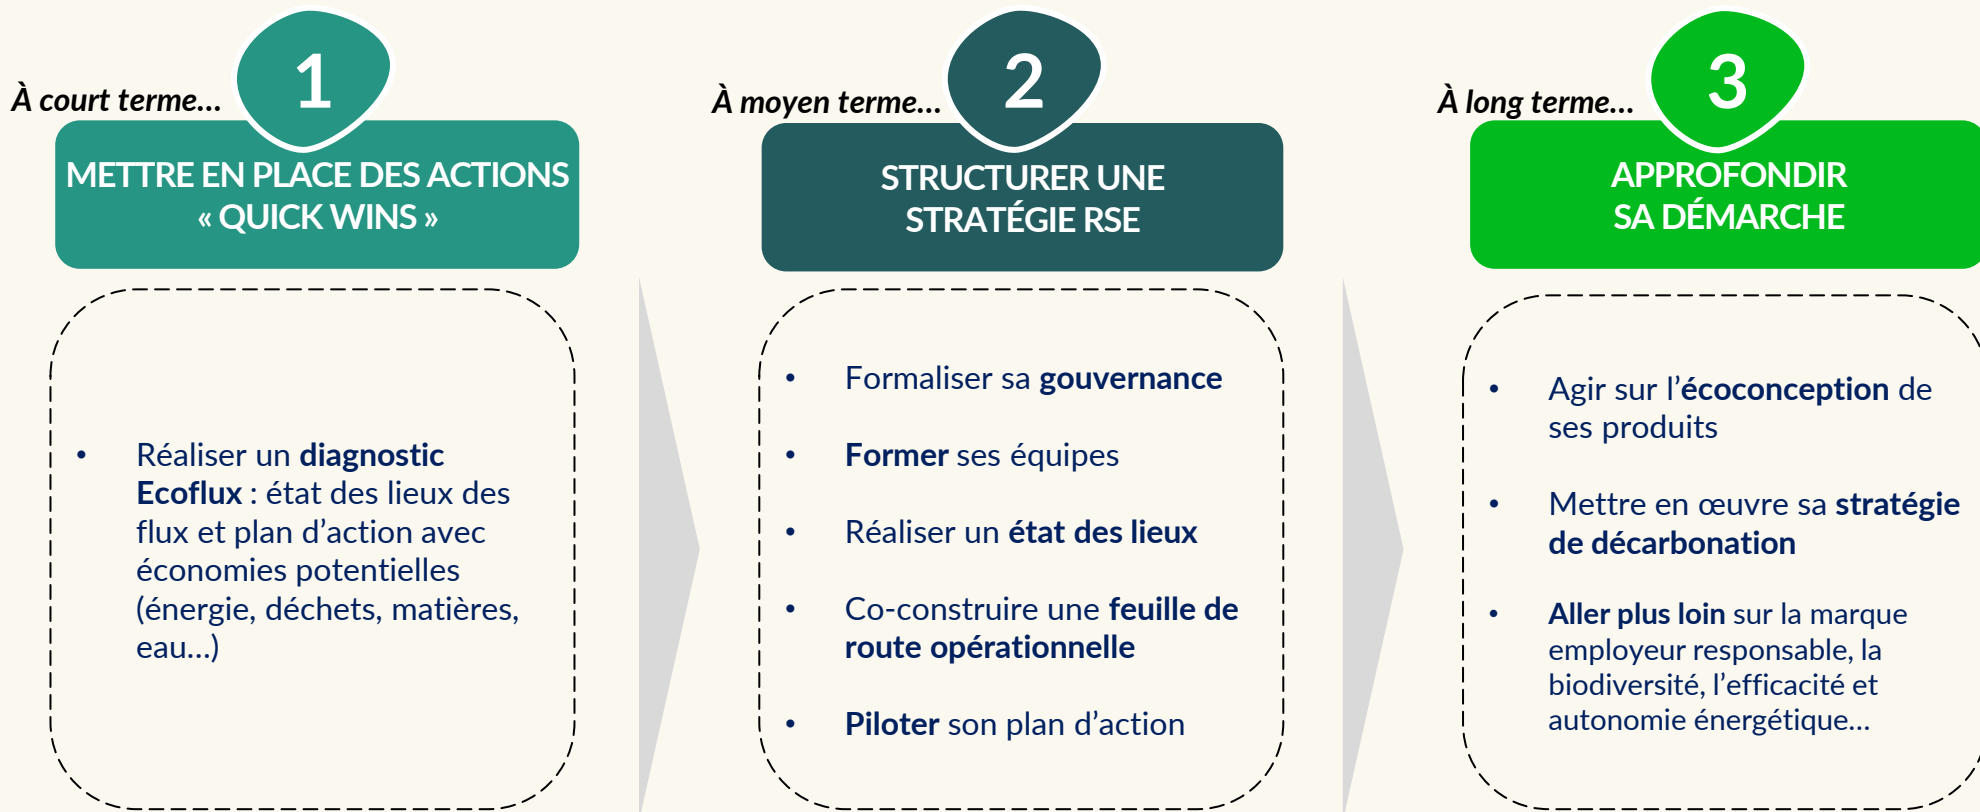 À court terme...
1
METTRE EN PLACE DES ACTIONS
« QUICK WINS »
• Réaliser un diagnostic
Ecoflux : état des lieux des
flux et plan d’action avec
économies potentielles
(énergie, déchets, matières,
eau...)
À moyen terme...
2
STRUCTURER UNE
STRATÉGIE RSE
• Formaliser sa gouvernance
• Former ses équipes
• Réaliser un état des lieux
• Co-construire une feuille de
route opérationnelle
• Piloter son plan d’action
À long terme...
3
APPROFONDIR
SA DÉMARCHE
• Agir sur l’écoconception de
ses produits
• Mettre en œuvre sa stratégie
de décarbonation
• Aller plus loin sur la marque
employeur responsable, la
biodiversité, l’efficacité et
autonomie énergétique...